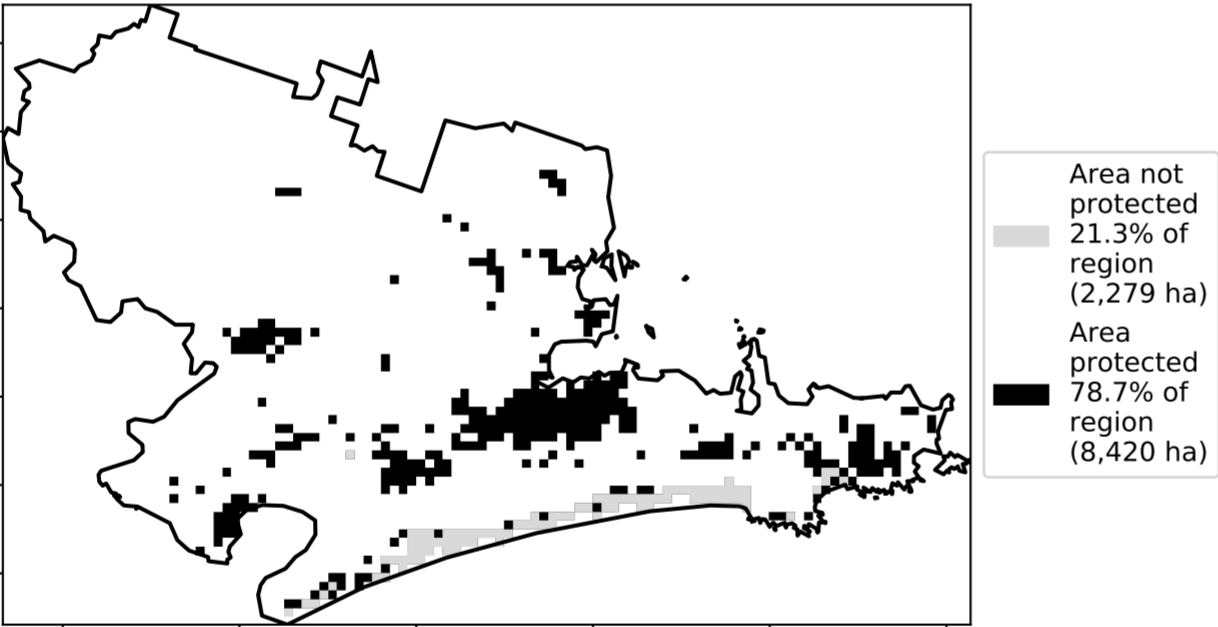 Area not
protected
21.3% of
region
(2,279 ha)
Area
protected
78.7% of
region
(8,420 ha)